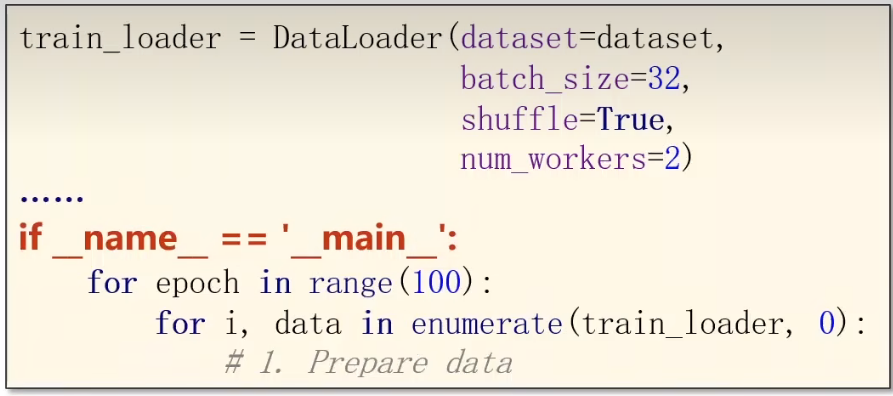 train_loader = DataLoader(dataset=dataset,
batch_size=32,
shuffle=True,
num_workers=2)
……
if __name__ == '__main__':
for epoch in range(100):
for i, data in enumerate(train_loader, 0):
# 1. Prepare data